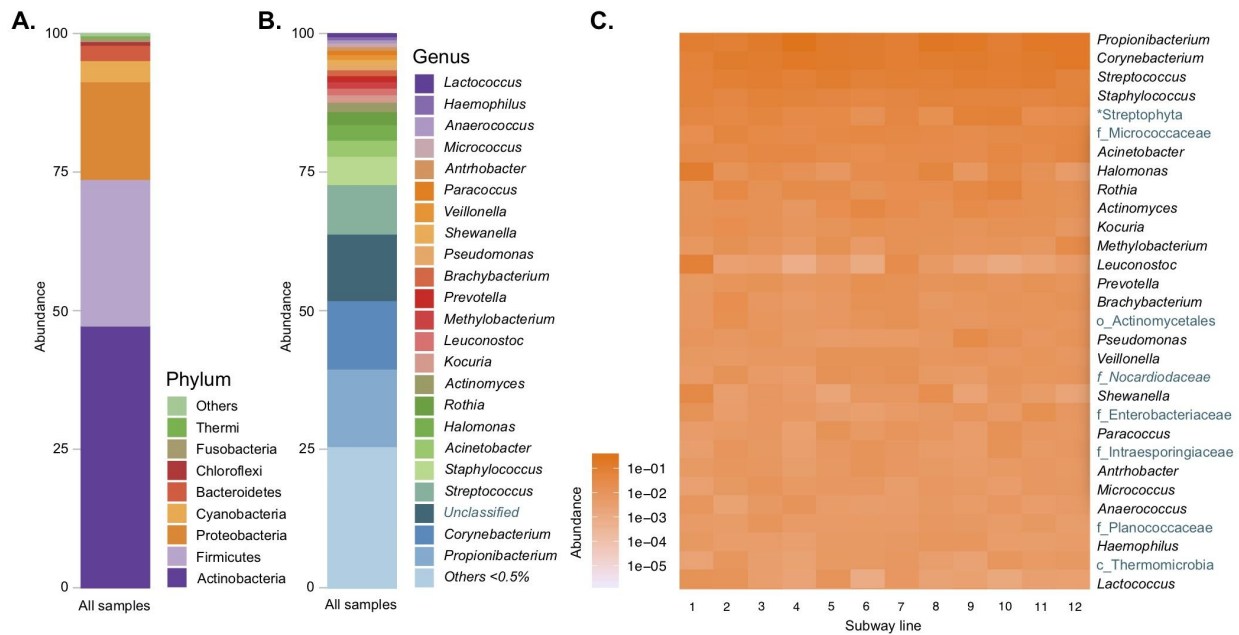 A.
100
75
50
25
0
Abundance
All samples
Phylum
Others
Thermi
Fusobacteria
Chloroflexi
Bacteroidetes
Cyanobacteria
Proteobacteria
Firmicutes
Actinobacteria
B.
100
75
50
25
0
Abundance
All samples
Genus
Lactococcus
Haemophilus
Anaerococcus
Micrococcus
Antrhobacter
Paracoccus
Veillonella
Shewanella
Pseudomonas
Brachybacterium
Prevotella
Methylobacterium
Leuconostoc
Kocuria
Actinomyces
Rothia
Halomonas
Acinetobacter
Staphylococcus
Streptococcus
Unclassified
Corynebacterium
Propionibacterium
Others <0.5%
C.
Abundance
1e−01
1e−02
1e−03
1e−04
1e−05
Propionibacterium
Corynebacterium
Streptococcus
Staphylococcus
*Streptophyta
f_Micrococcaceae
Acinetobacter
Halomonas
Rothia
Actinomyces
Kocuria
Methylobacterium
Leuconostoc
Prevotella
Brachybacterium
o_Actinomycetales
Pseudomonas
Veillonella
f_Nocardiodaceae
Shewanella
f_Enterobacteriaceae
Paracoccus
f_Intraesporingiaceae
Antrhobacter
Micrococcus
Anaerococcus
f_Planococcaceae
Haemophilus
c_Thermomicrobia
Lactococcus
1 2 3 4 5 6 7 8 9 10 11 12
Subway line